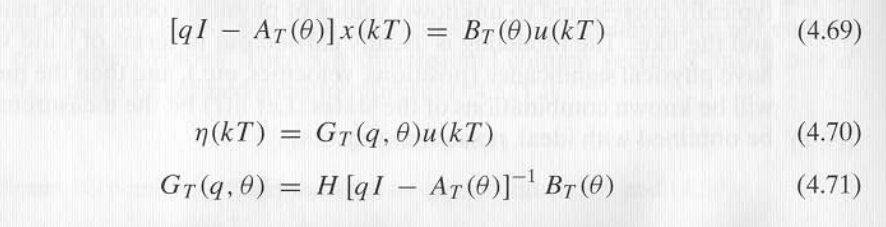 [qI − A_T(θ)] x(kT) = B_T(θ)u(kT) (4.69)
η(kT) = G_T(q, θ)u(kT) (4.70)
G_T(q, θ) = H [qI − A_T(θ)]^{−1} B_T(θ) (4.71)